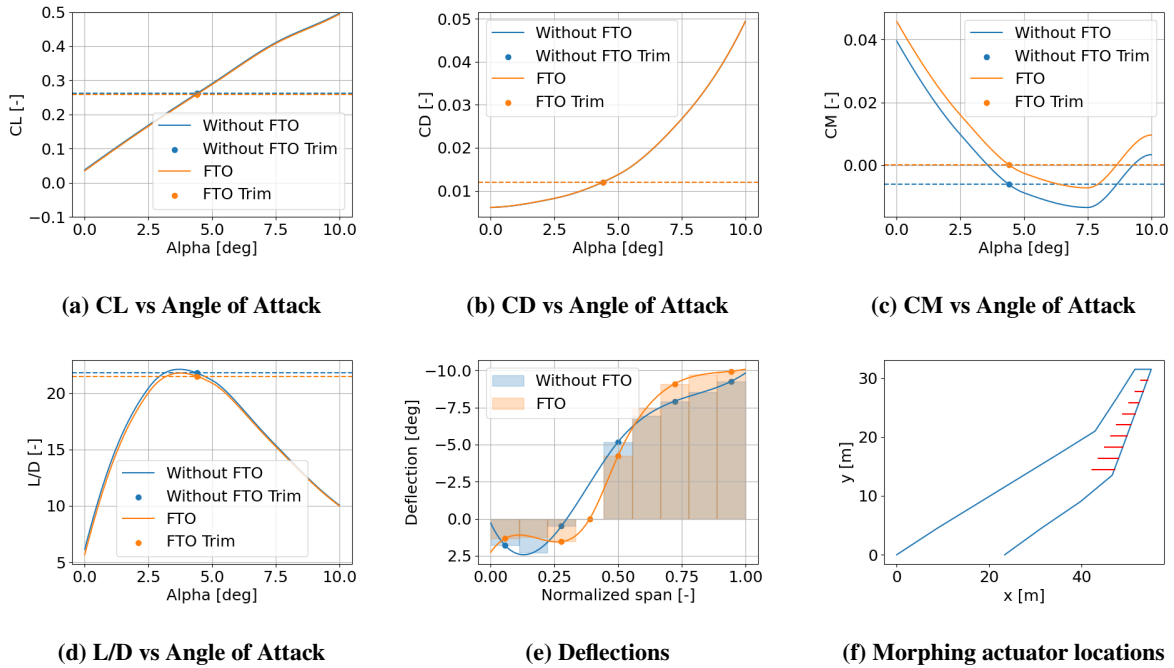 0.5
0.4
0.3
0.2
0.1
0.0
−0.1
CL [-]
Without FTO
Without FTO Trim
FTO
FTO Trim
0.0 2.5 5.0 7.5 10.0
Alpha [deg]
(a) CL vs Angle of Attack
0.05
0.04
0.03
0.02
0.01
CD [-]
Without FTO
Without FTO Trim
FTO
FTO Trim
0.0 2.5 5.0 7.5 10.0
Alpha [deg]
(b) CD vs Angle of Attack
0.04
0.02
0.00
CM [-]
Without FTO
Without FTO Trim
FTO
FTO Trim
0.0 2.5 5.0 7.5 10.0
Alpha [deg]
(c) CM vs Angle of Attack
20
15
10
5
L/D [-]
Without FTO
Without FTO Trim
FTO
FTO Trim
0.0 2.5 5.0 7.5 10.0
Alpha [deg]
(d) L/D vs Angle of Attack
−10.0
−7.5
−5.0
−2.5
0.0
2.5
Deflection [deg]
Without FTO
FTO
0.00 0.25 0.50 0.75 1.00
Normalized span [-]
(e) Deflections
30
20
10
0
y [m]
0 20 40
x [m]
(f) Morphing actuator locations